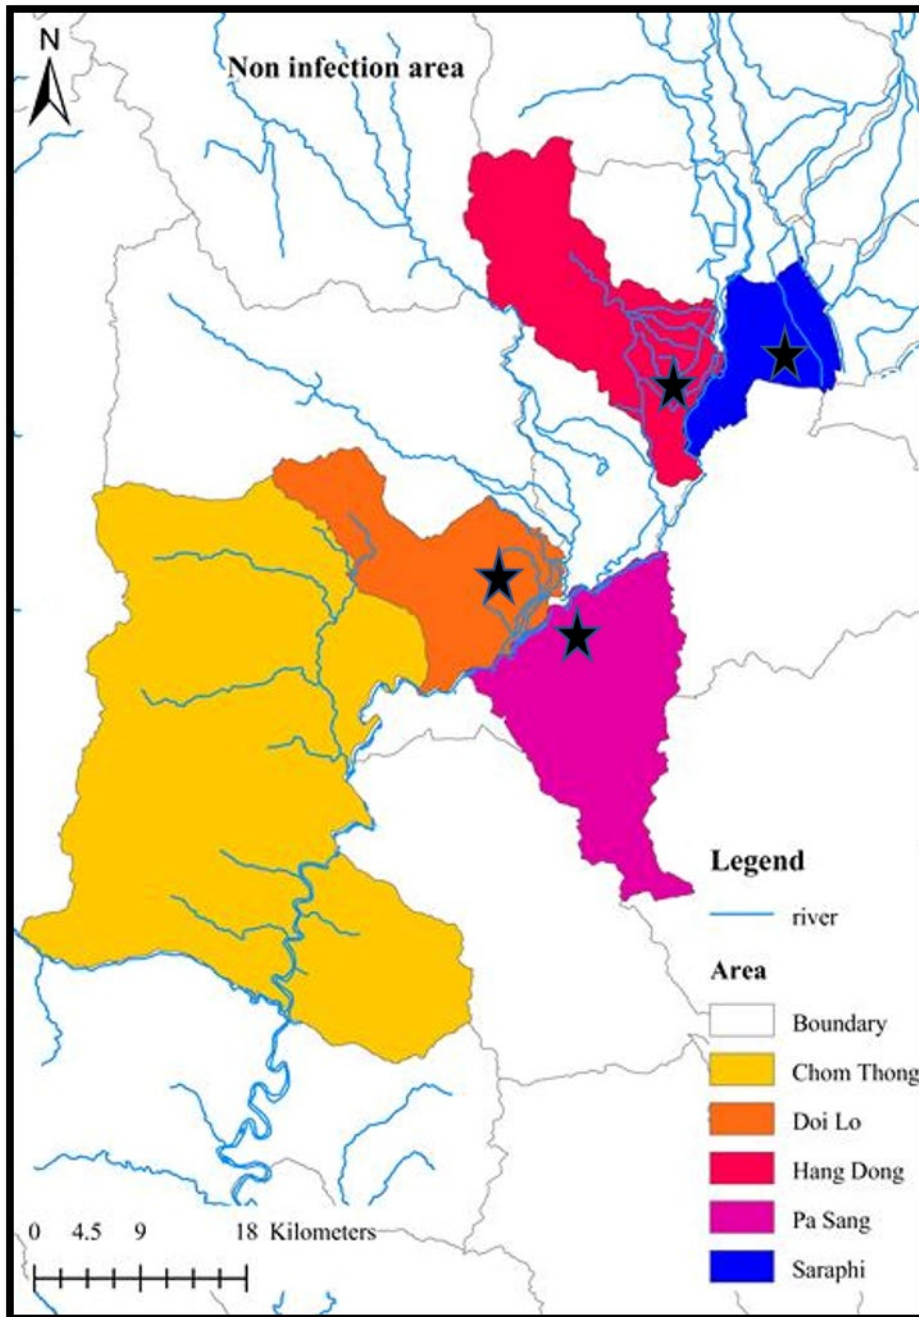 N
Non infection area
Legend
river
Area
Boundary
Chom Thong
Doi Lo
Hang Dong
Pa Sang
Saraphi
0 4.5 9 18 Kilometers